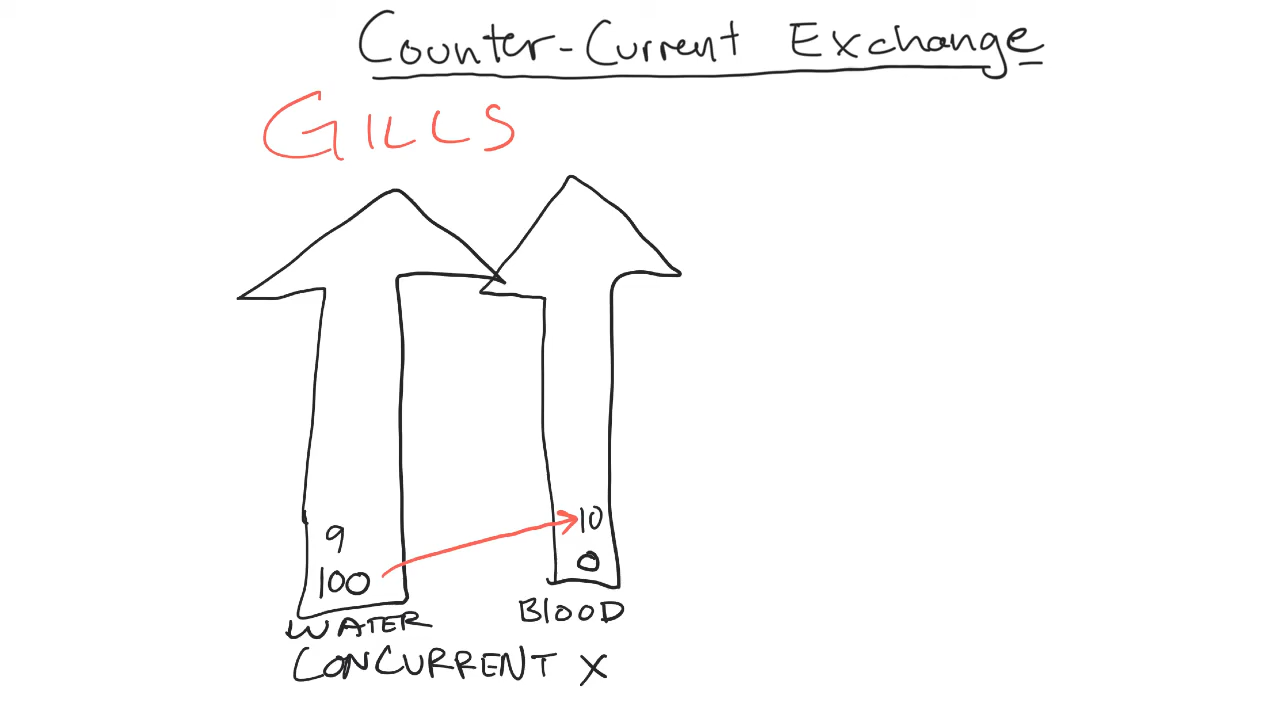 Counter-Current Exchange
GILLS
9
10
100
0
WATER
BlOOD
CONCURRENT X